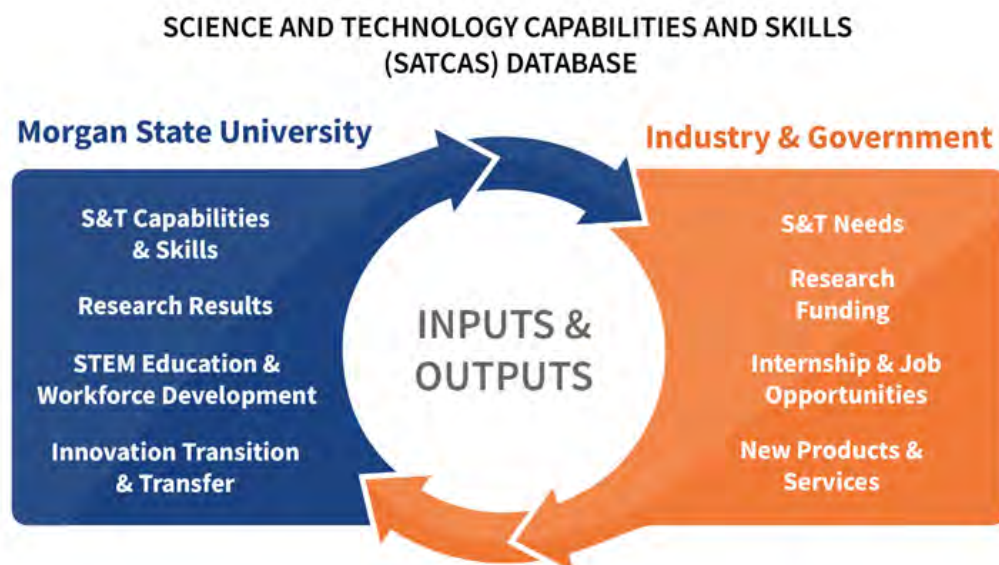 SCIENCE AND TECHNOLOGY CAPABILITIES AND SKILLS
(SATCAS) DATABASE
Morgan State University
S&T Capabilities
& Skills
Research Results
STEM Education &
Workforce Development
Innovation Transition
& Transfer
INPUTS &
OUTPUTS
Industry & Government
S&T Needs
Research
Funding
Internship & Job
Opportunities
New Products &
Services